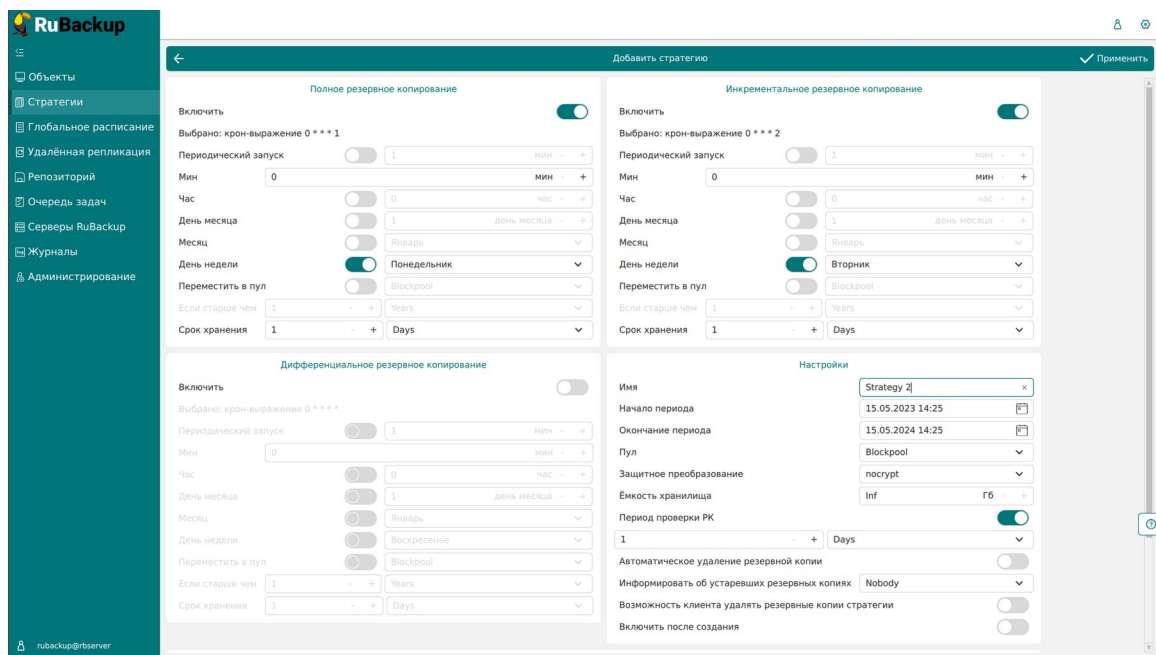 RuBackup
Добавить стратегию
Применить
Объекты
Стратегии
Глобальное расписание
Удалённая репликация
Репозиторий
Очередь задач
Серверы RuBackup
Журналы
Администрирование
rubackup@rbserver
Полное резервное копирование
Включить
Выбрано: крон-выражение 0 * * * 1
Периодический запуск 1 мин - +
Мин 0 мин - +
Час 0 час - +
День месяца 1 день месяца - +
Месяц Январь
День недели Понедельник
Переместить в пул Blockpool
Если старше чем 1 - + Years
Срок хранения 1 - + Days
Инкрементальное резервное копирование
Включить
Выбрано: крон-выражение 0 * * * 2
Периодический запуск 1 мин - +
Мин 0 мин - +
Час 0 час - +
День месяца 1 день месяца - +
Месяц Январь
День недели Вторник
Переместить в пул Blockpool
Если старше чем 1 - + Years
Срок хранения 1 - + Days
Дифференциальное резервное копирование
Включить
Выбрано: крон-выражение 0 * * * *
Периодический запуск 1 мин - +
Мин 0 мин - +
Час 0 час - +
День месяца 1 день месяца - +
Месяц Январь
День недели Воскресенье
Переместить в пул Blockpool
Если старше чем 1 - + Years
Срок хранения 1 - + Days
Настройки
Имя Strategy 2 ×
Начало периода 15.05.2023 14:25
Окончание периода 15.05.2024 14:25
Пул Blockpool
Защитное преобразование nocrypt
Ёмкость хранилища Inf Гб - +
Период проверки РК
1 - + Days
Автоматическое удаление резервной копии
Информировать об устаревших резервных копиях Nobody
Возможность клиента удалять резервные копии стратегии
Включить после создания